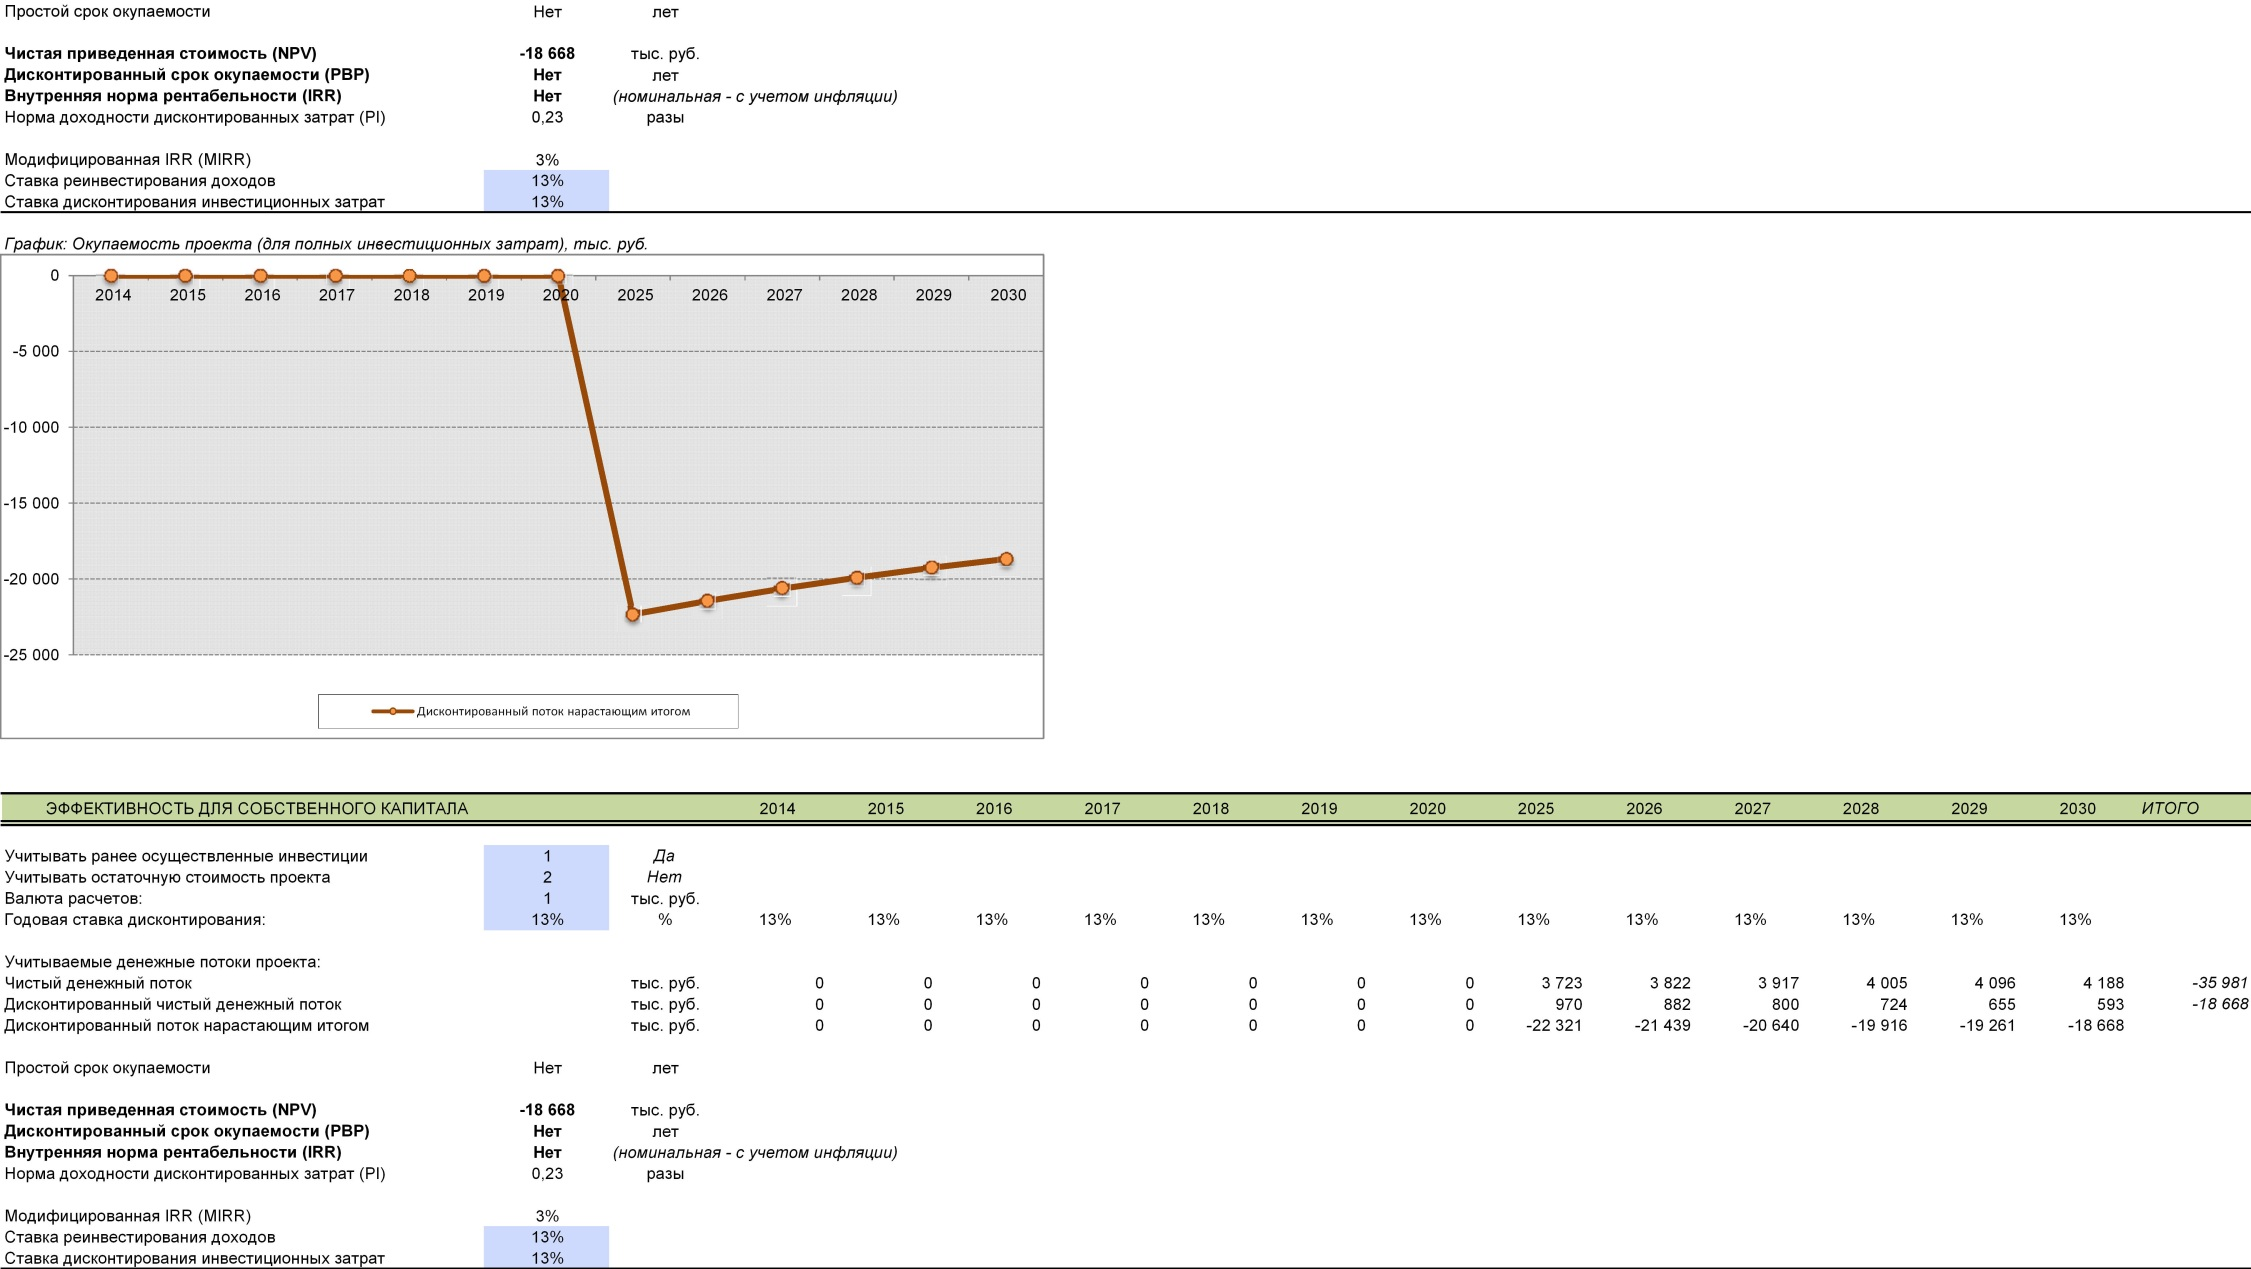 Простой срок окупаемости Нет лет
Чистая приведенная стоимость (NPV) -18 668 тыс. руб.
Дисконтированный срок окупаемости (PBP) Нет лет
Внутренняя норма рентабельности (IRR) Нет (номинальная - с учетом инфляции)
Норма доходности дисконтированных затрат (PI) 0,23 разы
Модифицированная IRR (MIRR) 3%
Ставка реинвестирования доходов 13%
Ставка дисконтирования инвестиционных затрат 13%
График: Окупаемость проекта (для полных инвестиционных затрат), тыс. руб.
0
2014 2015 2016 2017 2018 2019 2020 2025 2026 2027 2028 2029 2030
-5 000
-10 000
-15 000
-20 000
-25 000
Дисконтированный поток нарастающим итогом
ЭФФЕКТИВНОСТЬ ДЛЯ СОБСТВЕННОГО КАПИТАЛА 2014 2015 2016 2017 2018 2019 2020 2025 2026 2027 2028 2029 2030 ИТОГО
Учитывать ранее осуществленные инвестиции 1 Да
Учитывать остаточную стоимость проекта 2 Нет
Валюта расчетов: 1 тыс. руб.
Годовая ставка дисконтирования: 13% % 13% 13% 13% 13% 13% 13% 13% 13% 13% 13% 13% 13% 13%
Учитываемые денежные потоки проекта:
Чистый денежный поток тыс. руб. 0 0 0 0 0 0 0 3 723 3 822 3 917 4 005 4 096 4 188 -35 981
Дисконтированный чистый денежный поток тыс. руб. 0 0 0 0 0 0 0 970 882 800 724 655 593 -18 668
Дисконтированный поток нарастающим итогом тыс. руб. 0 0 0 0 0 0 0 -22 321 -21 439 -20 640 -19 916 -19 261 -18 668
Простой срок окупаемости Нет лет
Чистая приведенная стоимость (NPV) -18 668 тыс. руб.
Дисконтированный срок окупаемости (PBP) Нет лет
Внутренняя норма рентабельности (IRR) Нет (номинальная - с учетом инфляции)
Норма доходности дисконтированных затрат (PI) 0,23 разы
Модифицированная IRR (MIRR) 3%
Ставка реинвестирования доходов 13%
Ставка дисконтирования инвестиционных затрат 13%